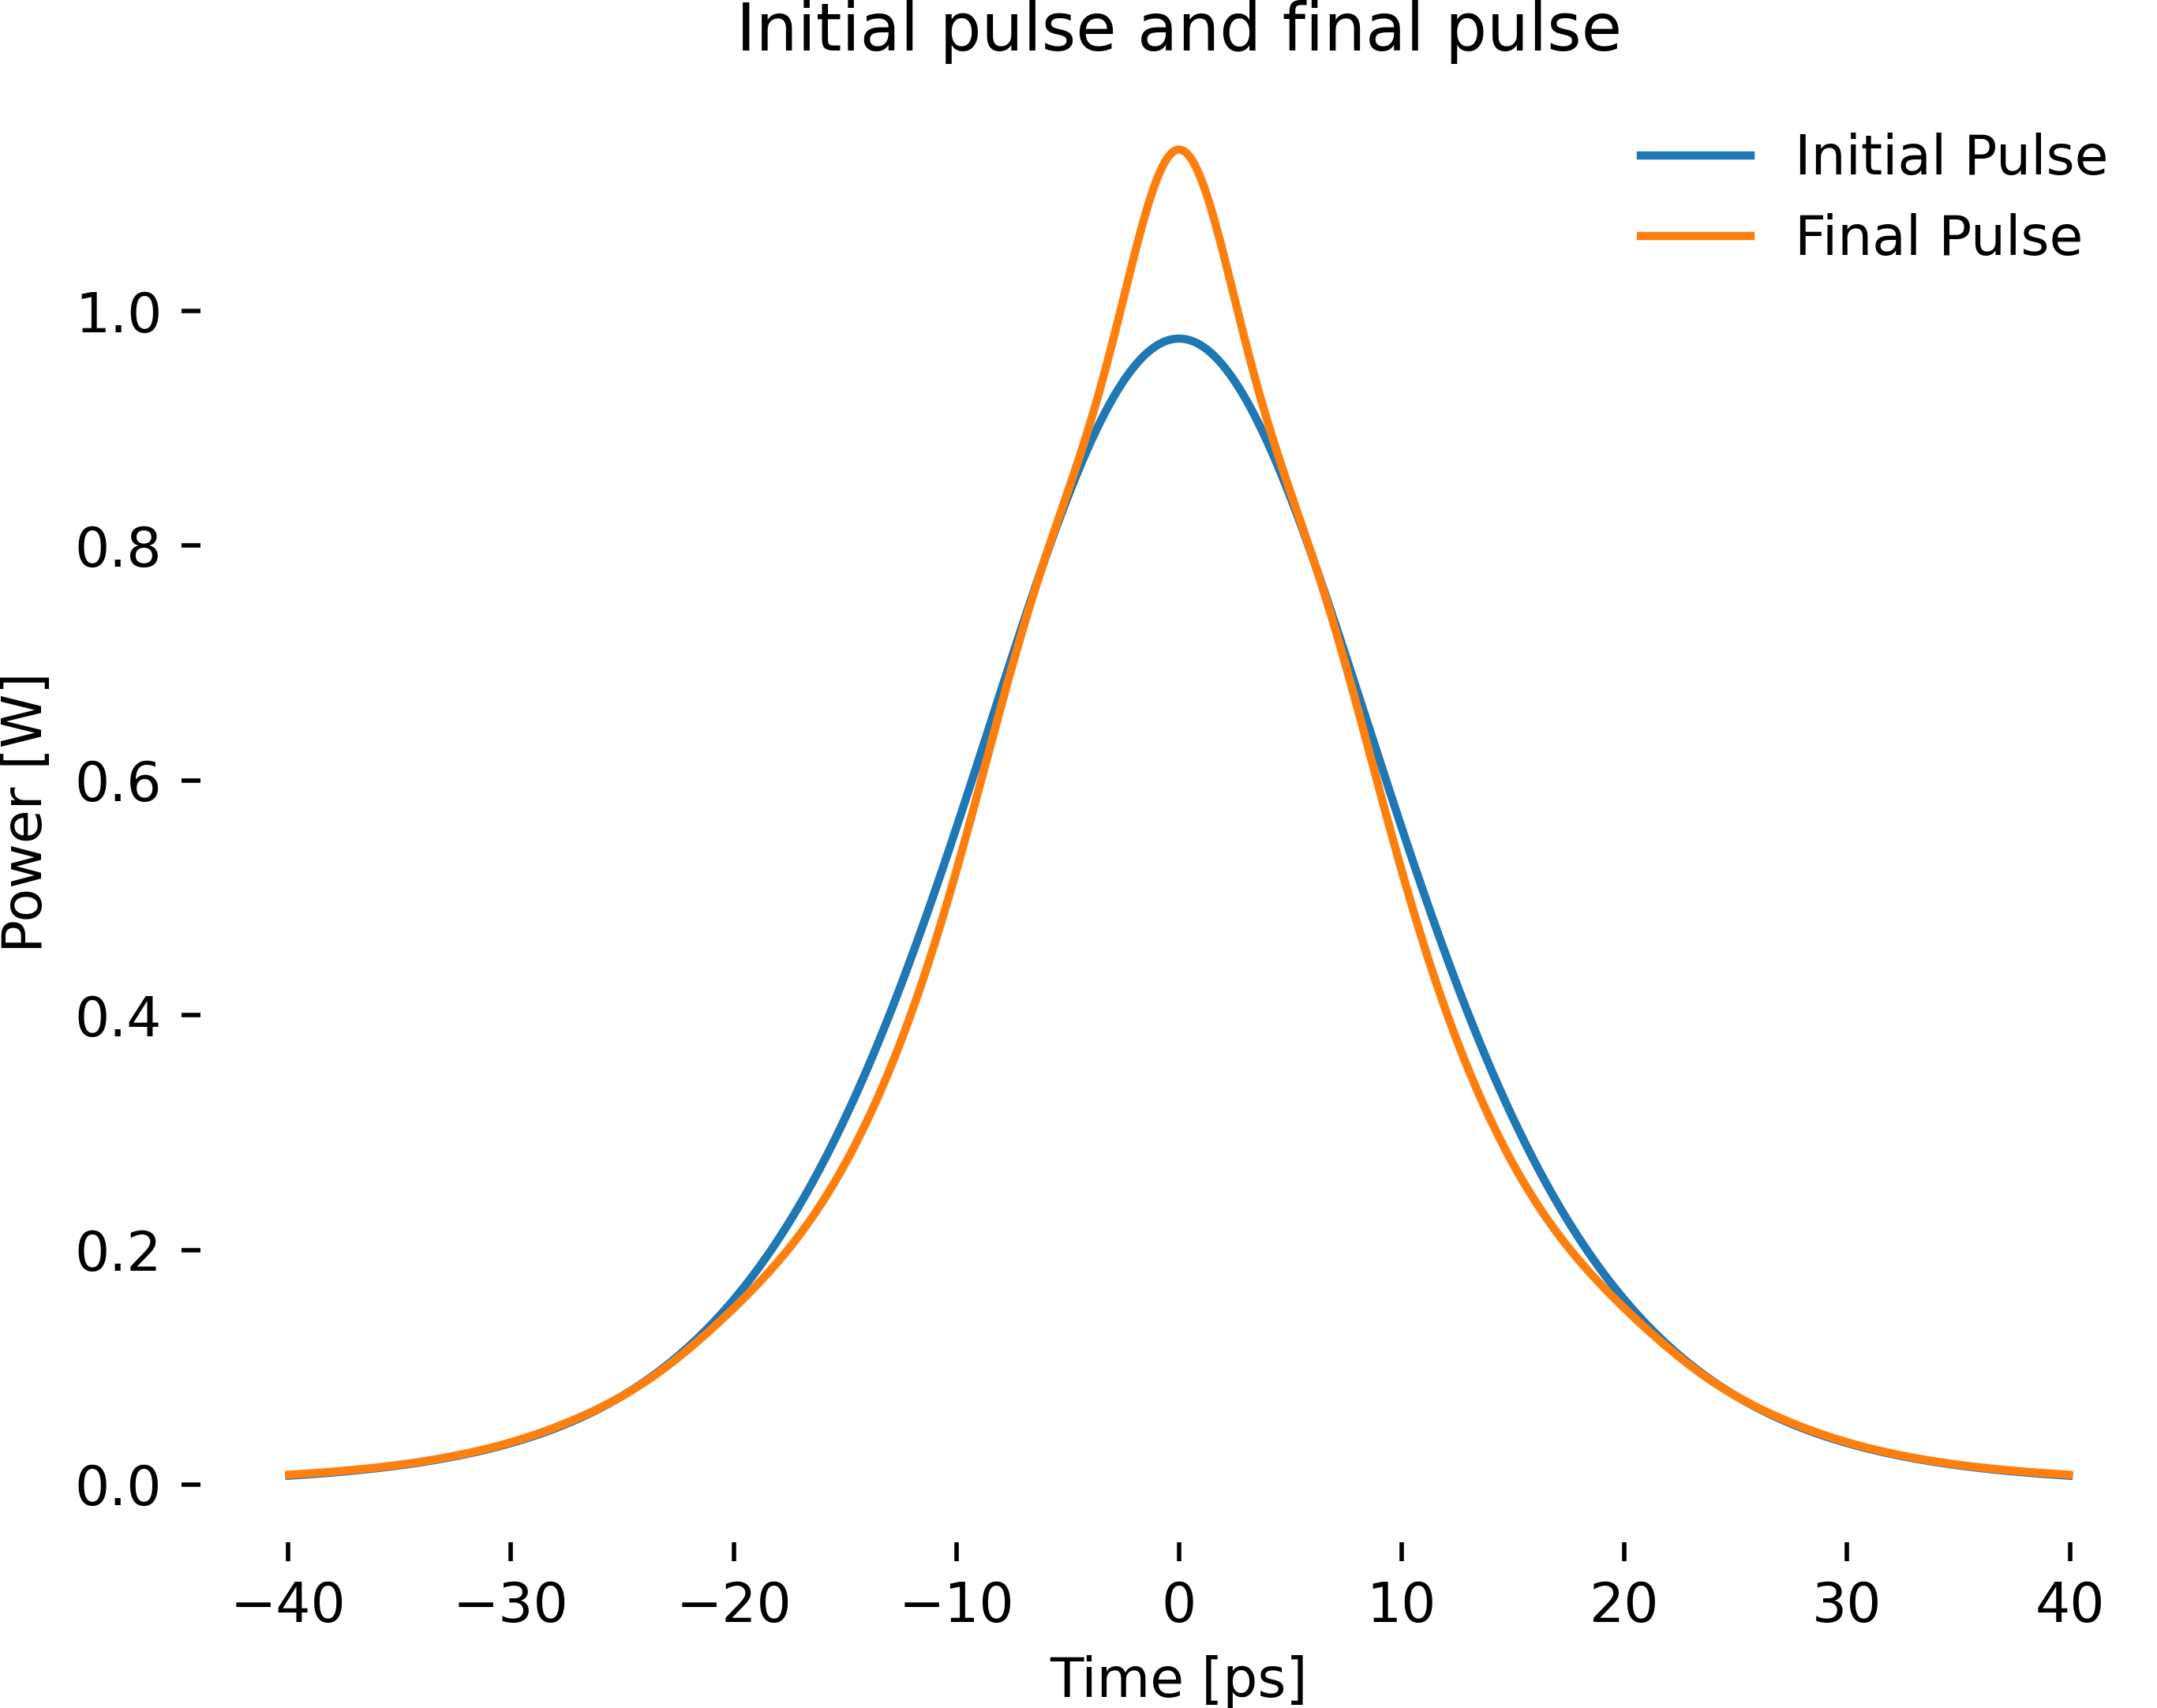 Initial pulse and final pulse
Initial Pulse
Final Pulse
Power [W]
1.0
0.8
0.6
0.4
0.2
0.0
−40 −30 −20 −10 0 10 20 30 40
Time [ps]